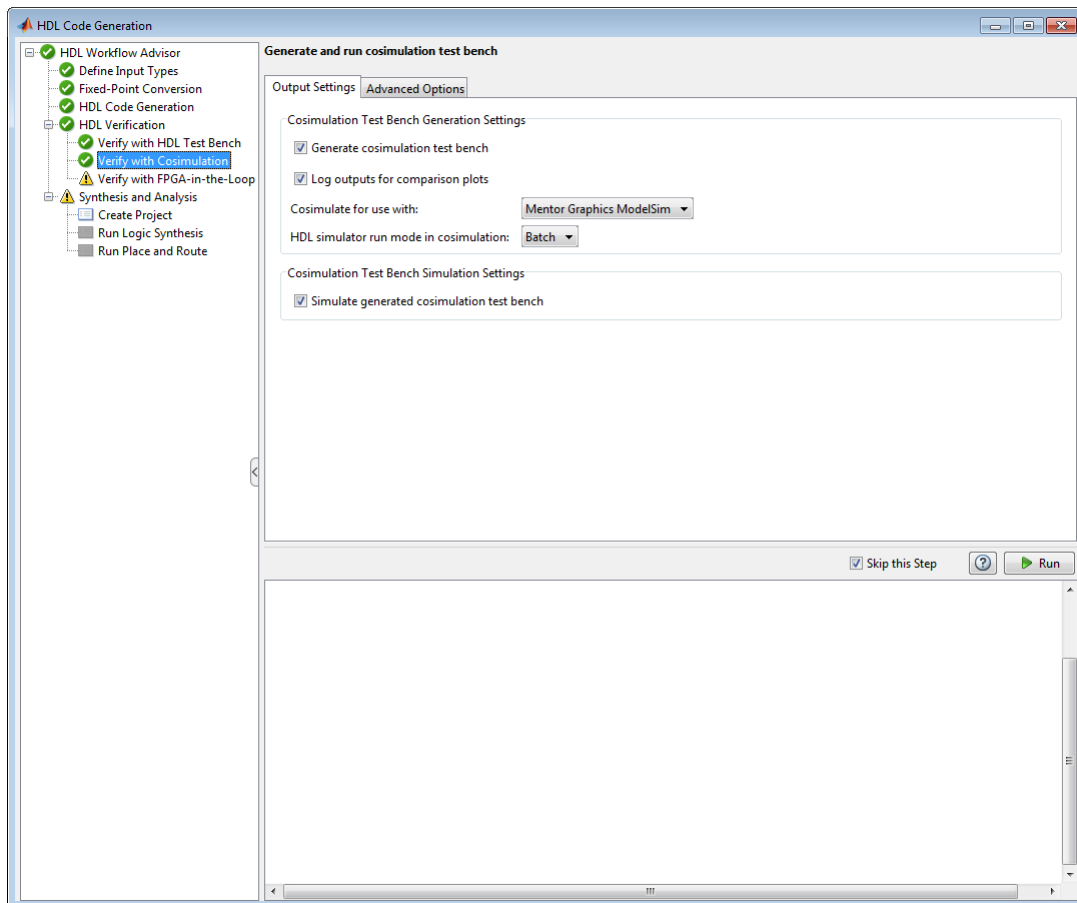 HDL Code Generation
HDL Workflow Advisor
Define Input Types
Fixed-Point Conversion
HDL Code Generation
HDL Verification
Verify with HDL Test Bench
Verify with Cosimulation
Verify with FPGA-in-the-Loop
Synthesis and Analysis
Create Project
Run Logic Synthesis
Run Place and Route
Generate and run cosimulation test bench
Output Settings Advanced Options
Cosimulation Test Bench Generation Settings
Generate cosimulation test bench
Log outputs for comparison plots
Cosimulate for use with: Mentor Graphics ModelSim
HDL simulator run mode in cosimulation: Batch
Cosimulation Test Bench Simulation Settings
Simulate generated cosimulation test bench
Skip this Step ? Run